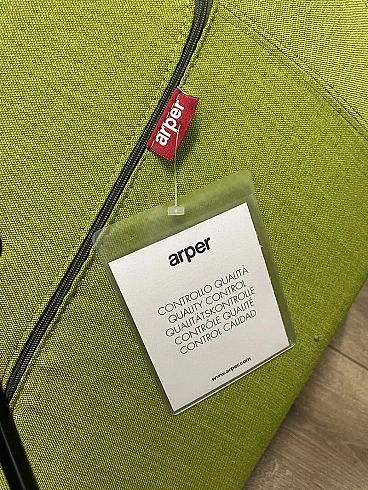 arper
arper
CONTROLLO QUALITÀ
QUALITY CONTROL
QUALITÄTSKONTROLLE
CONTRÔLE QUALITÉ
CONTROL CALIDAD
www.arper.com